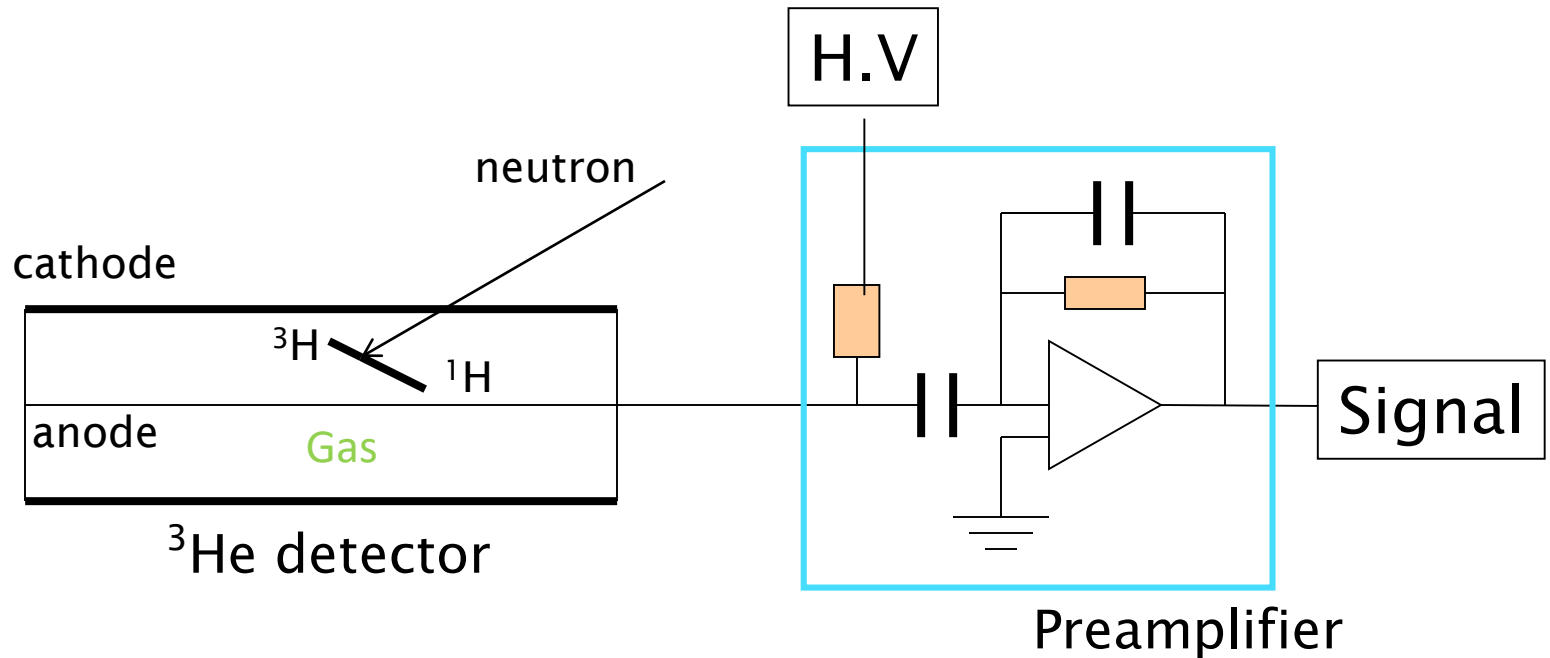 H.V
neutron
cathode
³H
¹H
anode
Gas
Signal
³He detector
Preamplifier